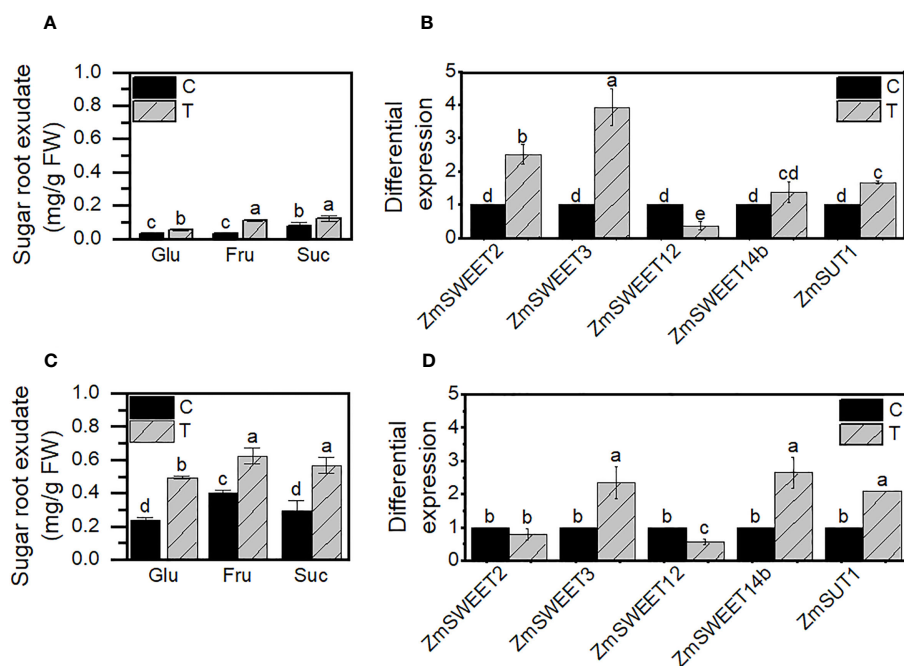 A
Sugar root exudate
(mg/g FW)
1.0
0.8
0.6
0.4
0.2
0.0
C
T
c b c a b a
Glu Fru Suc
B
Differential
expression
5
4
3
2
1
0
C
T
d b d a d e d cd d c
ZmSWEET2
ZmSWEET3
ZmSWEET12
ZmSWEET14b
ZmSUT1
C
Sugar root exudate
(mg/g FW)
1.0
0.8
0.6
0.4
0.2
0.0
C
T
d b c a d a
Glu Fru Suc
D
Differential
expression
5
4
3
2
1
0
C
T
b b b a b c b a b a
ZmSWEET2
ZmSWEET3
ZmSWEET12
ZmSWEET14b
ZmSUT1